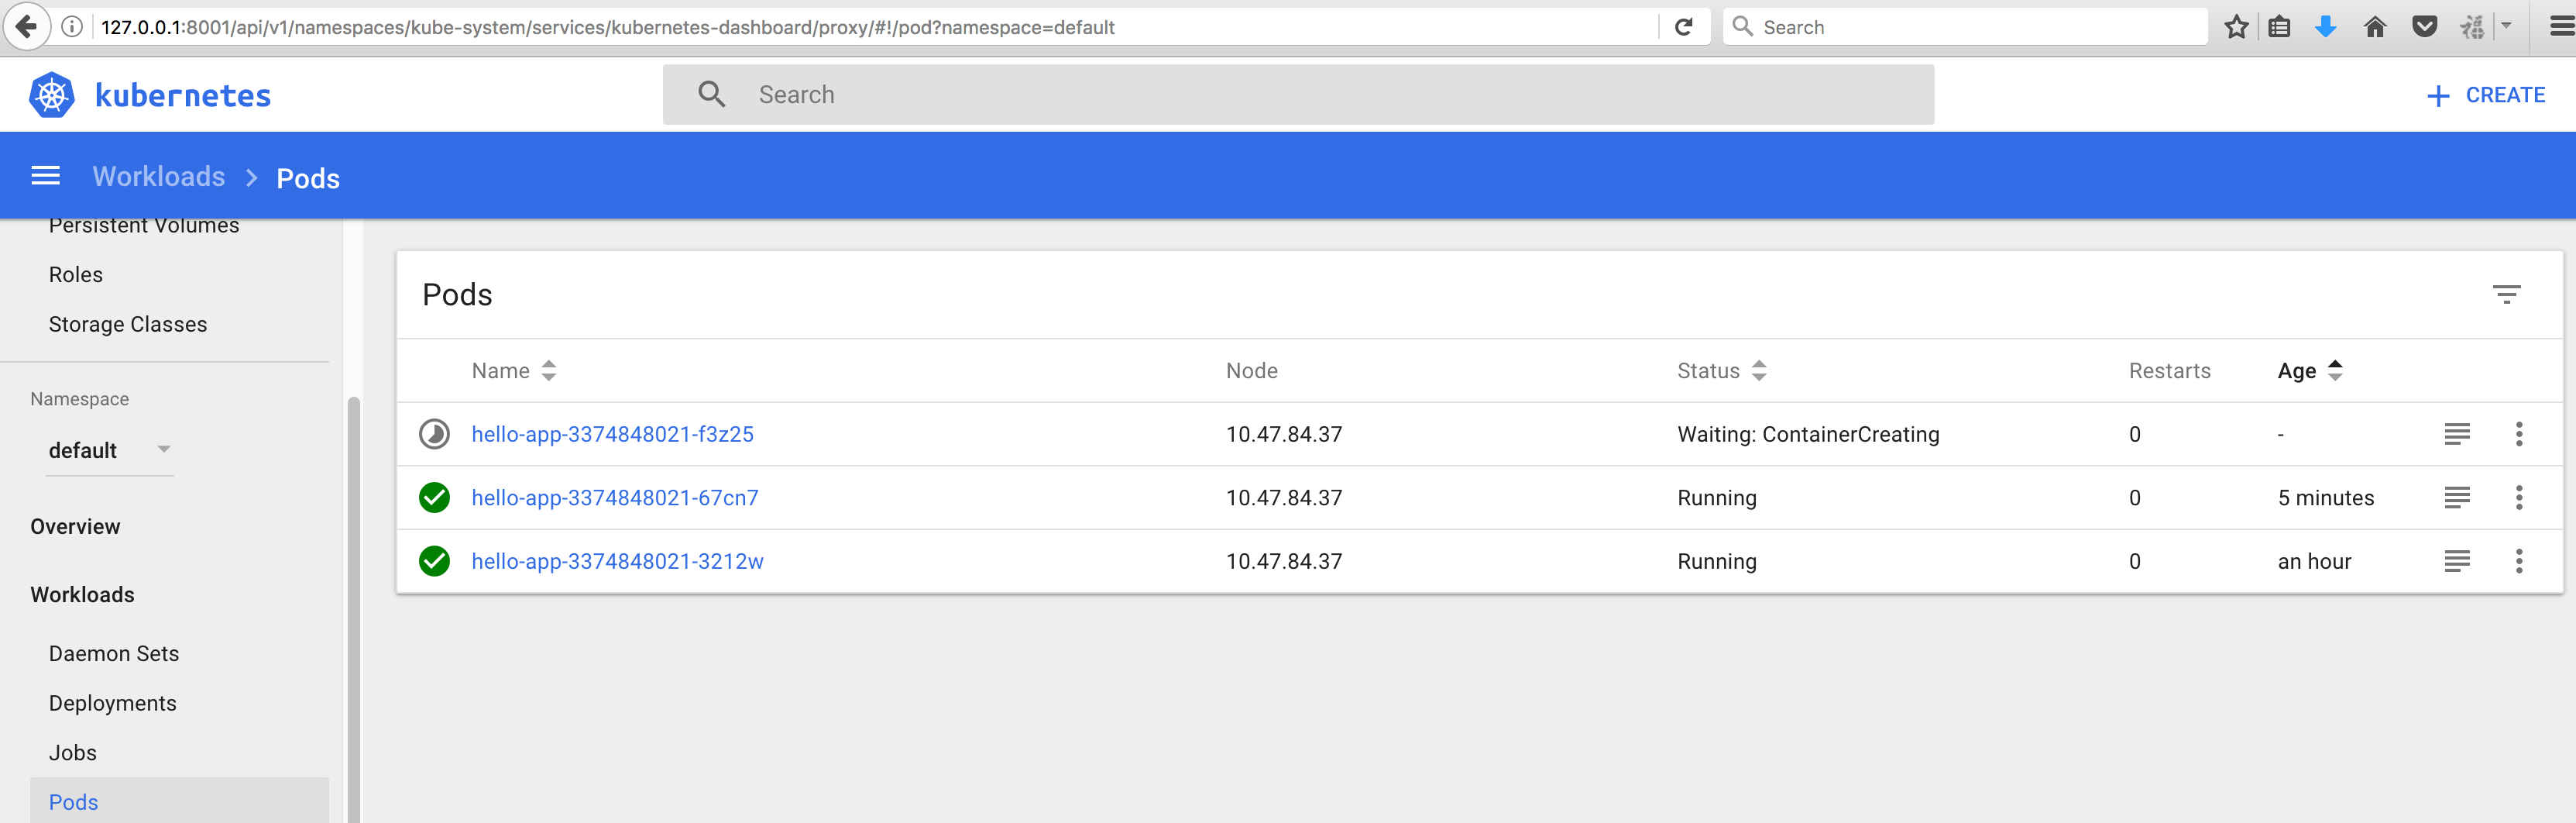 127.0.0.1:8001/api/v1/namespaces/kube-system/services/kubernetes-dashboard/proxy/#!/pod?namespace=default
Search
kubernetes
Search
CREATE
Workloads > Pods
Persistent Volumes
Roles
Storage Classes
Namespace
default
Overview
Workloads
Daemon Sets
Deployments
Jobs
Pods
Pods
Name Node Status Restarts Age
hello-app-3374848021-f3z25 10.47.84.37 Waiting: ContainerCreating 0 -
hello-app-3374848021-67cn7 10.47.84.37 Running 0 5 minutes
hello-app-3374848021-3212w 10.47.84.37 Running 0 an hour